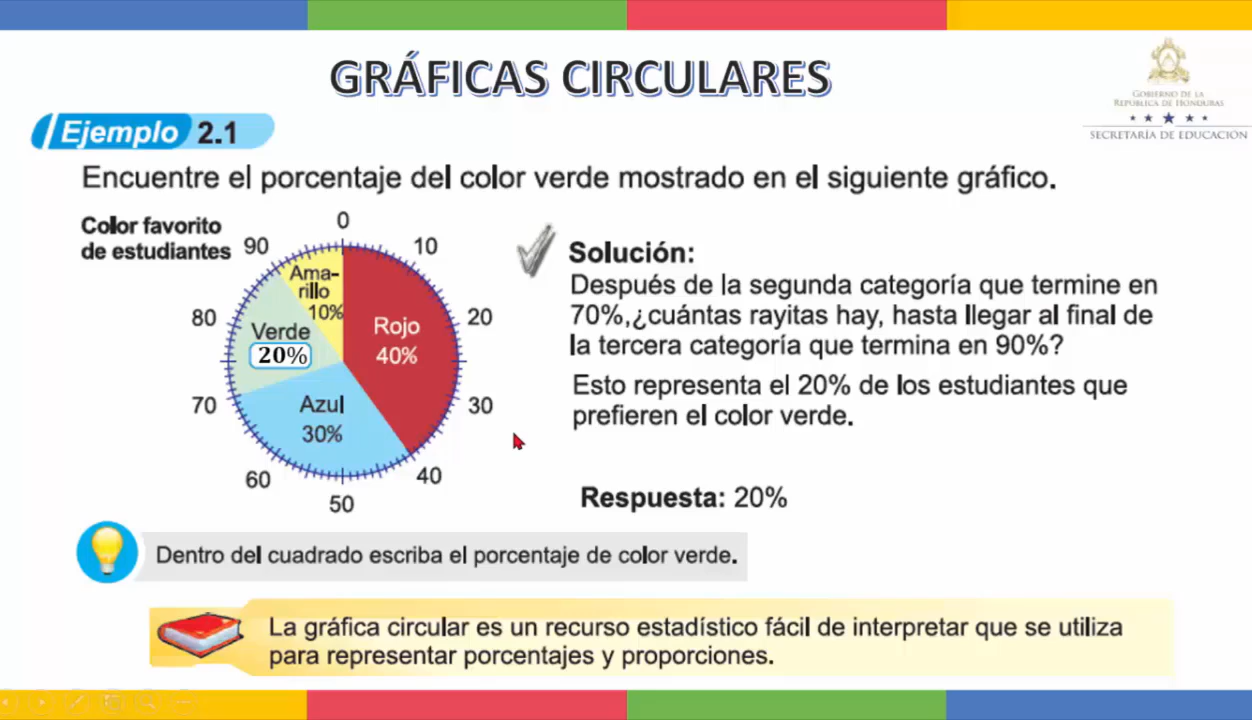 GRÁFICAS CIRCULARES
GOBIERNO DE LA
REPÚBLICA DE HONDURAS
SECRETARÍA DE EDUCACIÓN
Ejemplo 2.1
Encuentre el porcentaje del color verde mostrado en el siguiente gráfico.
Color favorito
de estudiantes
0
10
20
30
40
50
60
70
80
90
Ama-
rillo
10%
Rojo
40%
Verde
20%
Azul
30%
Solución:
Después de la segunda categoría que termine en
70%,¿cuántas rayitas hay, hasta llegar al final de
la tercera categoría que termina en 90%?
Esto representa el 20% de los estudiantes que
prefieren el color verde.
Respuesta: 20%
Dentro del cuadrado escriba el porcentaje de color verde.
La gráfica circular es un recurso estadístico fácil de interpretar que se utiliza
para representar porcentajes y proporciones.